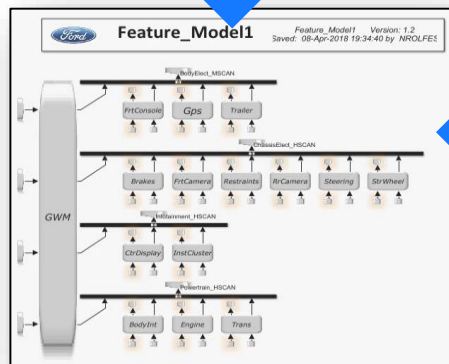 Ford
Feature_Model1
Feature_Model1 Version: 1.2
Saved: 08-Apr-2018 19:34:40 by NROLFES
BodyElect_MSCAN
FrtConsole Gps Trailer
ChassisElect_HSCAN
Brakes FrtCamera Restraints RrCamera Steering StrWheel
GWM
Infotainment_HSCAN
CtrDisplay InstCluster
Powertrain_HSCAN
BodyInt Engine Trans